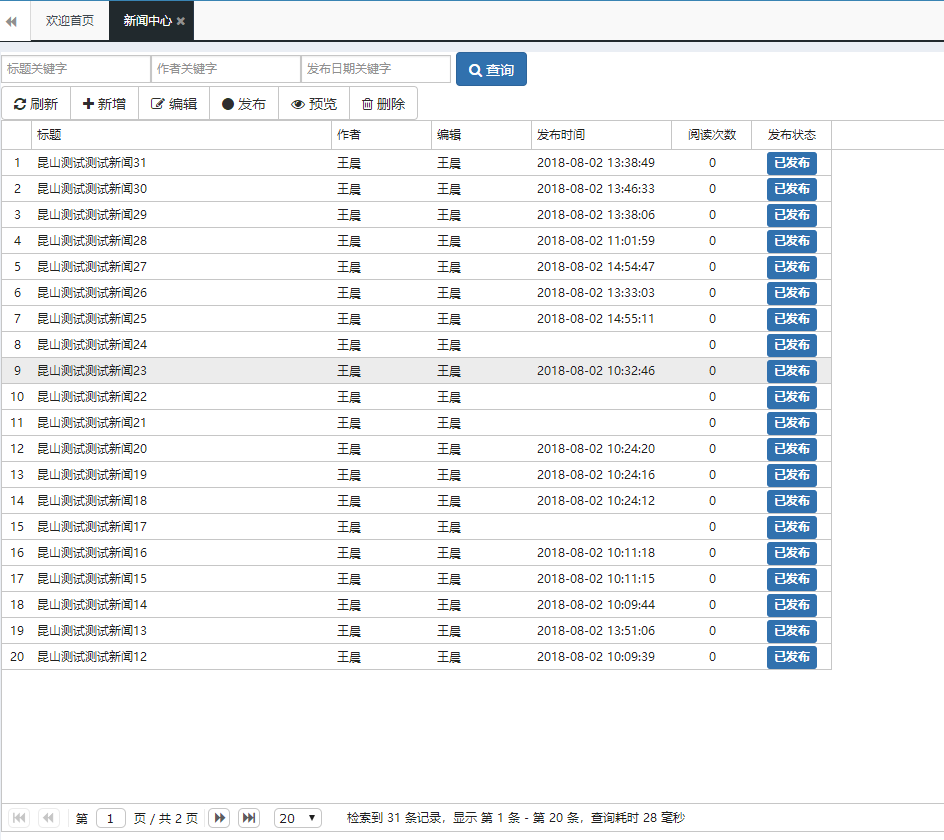 欢迎首页 新闻中心
标题关键字 作者关键字 发布日期关键字 查询
刷新 新增 编辑 发布 预览 删除
标题 作者 编辑 发布时间 阅读次数 发布状态
1 昆山测试测试新闻31 王晨 王晨 2018-08-02 13:38:49 0 已发布
2 昆山测试测试新闻30 王晨 王晨 2018-08-02 13:46:33 0 已发布
3 昆山测试测试新闻29 王晨 王晨 2018-08-02 13:38:06 0 已发布
4 昆山测试测试新闻28 王晨 王晨 2018-08-02 11:01:59 0 已发布
5 昆山测试测试新闻27 王晨 王晨 2018-08-02 14:54:47 0 已发布
6 昆山测试测试新闻26 王晨 王晨 2018-08-02 13:33:03 0 已发布
7 昆山测试测试新闻25 王晨 王晨 2018-08-02 14:55:11 0 已发布
8 昆山测试测试新闻24 王晨 王晨 0 已发布
9 昆山测试测试新闻23 王晨 王晨 2018-08-02 10:32:46 0 已发布
10 昆山测试测试新闻22 王晨 王晨 0 已发布
11 昆山测试测试新闻21 王晨 王晨 0 已发布
12 昆山测试测试新闻20 王晨 王晨 2018-08-02 10:24:20 0 已发布
13 昆山测试测试新闻19 王晨 王晨 2018-08-02 10:24:16 0 已发布
14 昆山测试测试新闻18 王晨 王晨 2018-08-02 10:24:12 0 已发布
15 昆山测试测试新闻17 王晨 王晨 0 已发布
16 昆山测试测试新闻16 王晨 王晨 2018-08-02 10:11:18 0 已发布
17 昆山测试测试新闻15 王晨 王晨 2018-08-02 10:11:15 0 已发布
18 昆山测试测试新闻14 王晨 王晨 2018-08-02 10:09:44 0 已发布
19 昆山测试测试新闻13 王晨 王晨 2018-08-02 13:51:06 0 已发布
20 昆山测试测试新闻12 王晨 王晨 2018-08-02 10:09:39 0 已发布
第 1 页 / 共 2 页 20 检索到 31 条记录，显示 第 1 条 - 第 20 条，查询耗时 28 毫秒